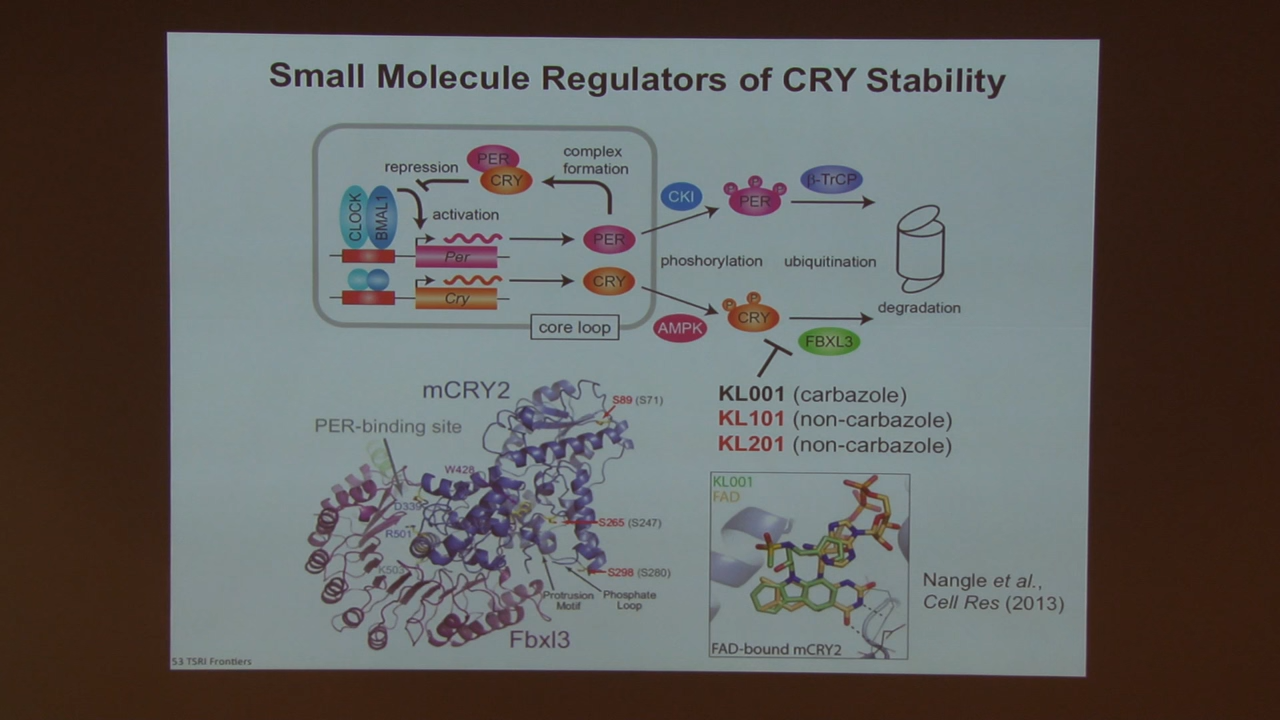 Small Molecule Regulators of CRY Stability
repression
PER
CRY
complex
formation
CLOCK
BMAL1
activation
Per
PER
Cry
CRY
core loop
CKI
P P P
PER
β-TrCP
phoshorylation
ubiquitination
degradation
AMPK
P P
CRY
FBXL3
KL001 (carbazole)
KL101 (non-carbazole)
KL201 (non-carbazole)
mCRY2
PER-binding site
S89 (S71)
W428
D339
R501
K503
S265 (S247)
S298 (S280)
Protrusion
Motif
Phosphate
Loop
Fbxl3
KL001
FAD
FAD-bound mCRY2
Nangle et al.,
Cell Res (2013)
53 TSRI Frontiers